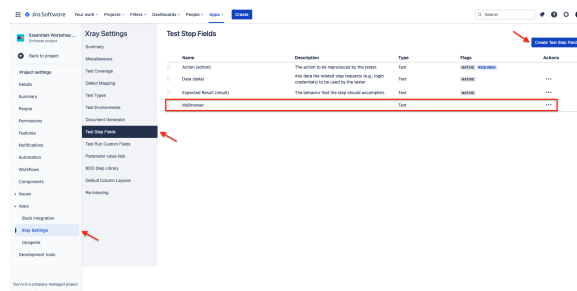 Jira Software Your work Projects Filters Dashboards People Apps Create Search
Essentials Workshop ...
Software project
Back to project
Project settings
Details
Summary
People
Permissions
Features
Notifications
Automation
Workflows
Components
Issues
Apps
Slack Integration
Xray Settings
Opsgenie
Development tools
You're in a company-managed project
Xray Settings
Summary
Miscellaneous
Test Coverage
Defect Mapping
Test Types
Test Environments
Document Generator
Test Step Fields
Test Run Custom Fields
Parameter value lists
BDD Step Library
Default Column Layouts
Re-Indexing
Test Step Fields
Create Test Step Field
Name Description Type Flags Actions
Action (action) The action to be reproduced by the tester. Text NATIVE REQUIRED
Data (data) Any data the related step requests (e.g., login
credentials) to be used by the tester. Text NATIVE ...
Expected Result (result) The behavior that the step should accomplish. Text NATIVE ...
MyBrowser Text ...